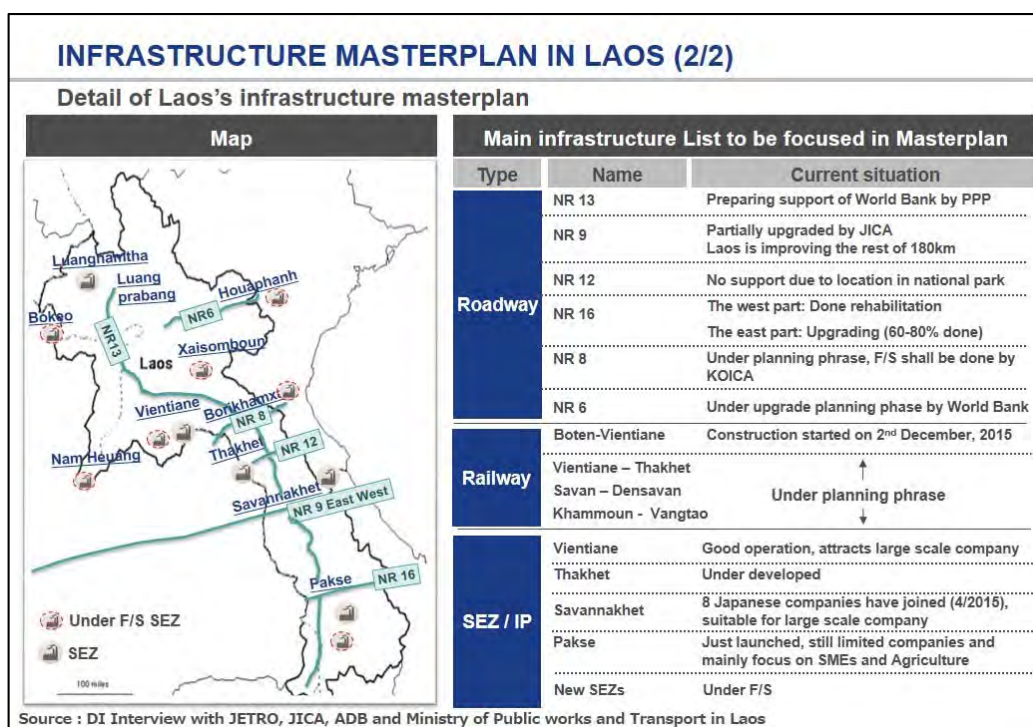 INFRASTRUCTURE MASTERPLAN IN LAOS (2/2)
Detail of Laos's infrastructure masterplan
Map
Luanghamtha
Luang
prabang
Houaphanh
NR6
Bokeo
NR13
Xaisomboun
Laos
Vientiane
Borikhamxi
NR 8
Nam Heuang
Thakhet
NR 12
Savannakhet
NR 9 East West
Pakse
NR 16
Under F/S SEZ
SEZ
100 miles
Main infrastructure List to be focused in Masterplan
Type Name Current situation
Roadway
NR 13 Preparing support of World Bank by PPP
NR 9 Partially upgraded by JICA
Laos is improving the rest of 180km
NR 12 No support due to location in national park
NR 16 The west part: Done rehabilitation
The east part: Upgrading (60-80% done)
NR 8 Under planning phrase, F/S shall be done by
KOICA
NR 6 Under upgrade planning phase by World Bank
Railway
Boten-Vientiane Construction started on 2nd December, 2015
Vientiane – Thakhet
Savan – Densavan Under planning phrase
Khammoun - Vangtao
SEZ / IP
Vientiane Good operation, attracts large scale company
Thakhet Under developed
Savannakhet 8 Japanese companies have joined (4/2015),
suitable for large scale company
Pakse Just launched, still limited companies and
mainly focus on SMEs and Agriculture
New SEZs Under F/S
Source : DI Interview with JETRO, JICA, ADB and Ministry of Public works and Transport in Laos